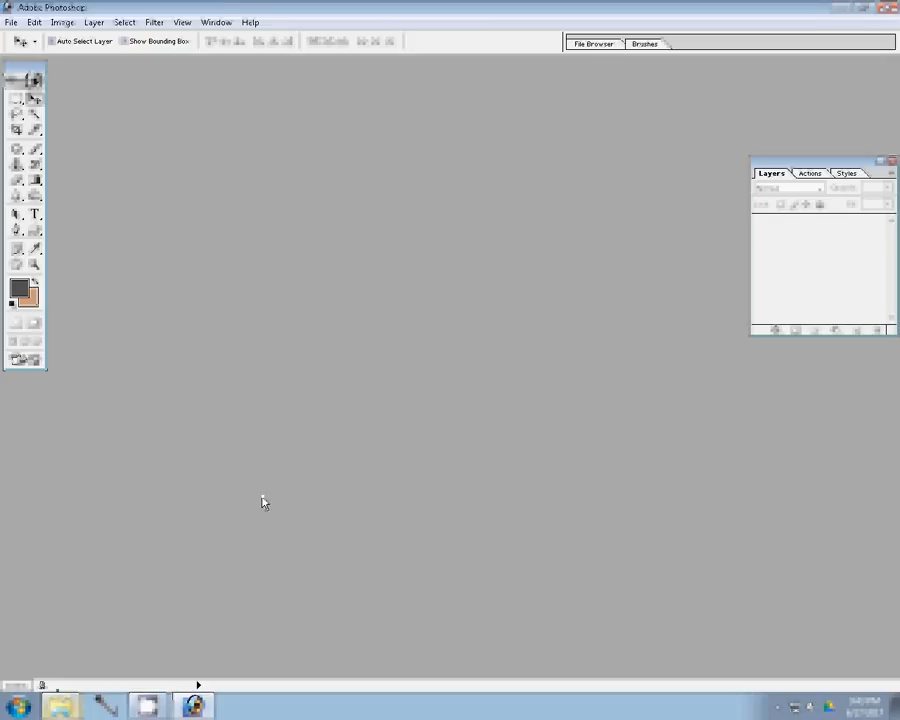 Adobe Photoshop
File Edit Image Layer Select Filter View Window Help
Auto Select Layer Show Bounding Box
File Browser Brushes
Layers Actions Styles
Normal
T